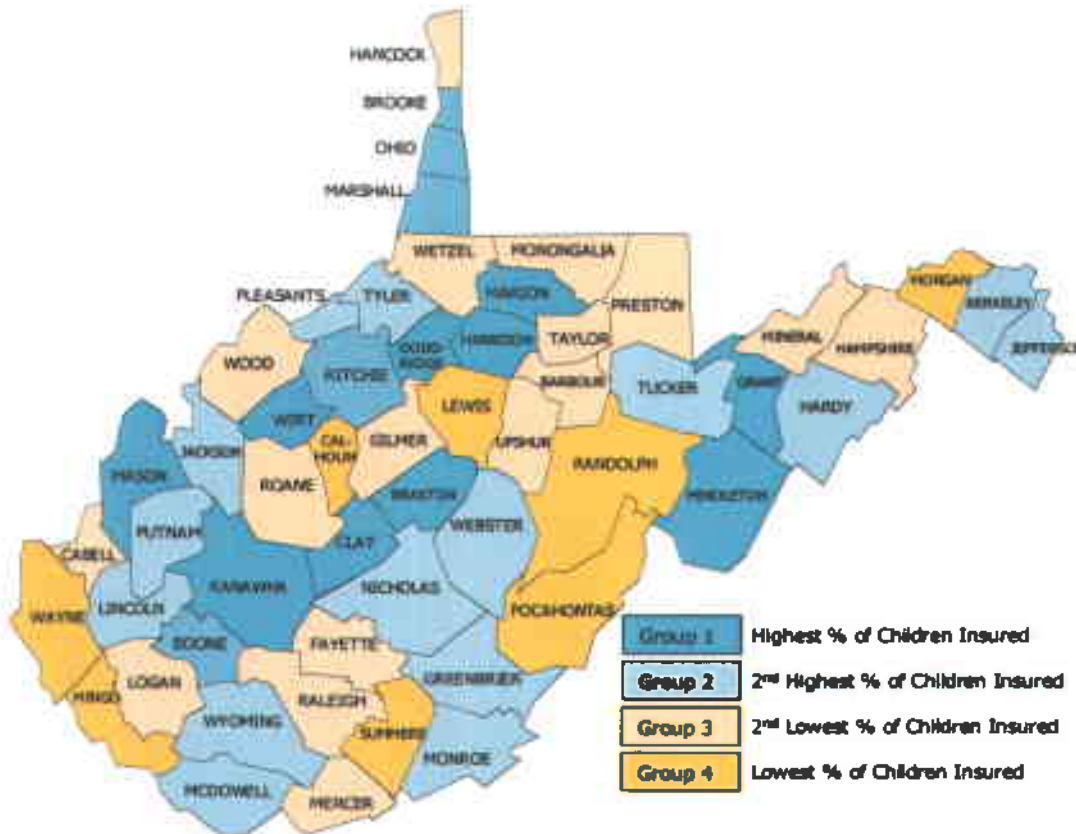 HANCOCK
BROOKE
OHIO
MARSHALL
WETZEL
MONONGALIA
MORGAN
BERKELEY
JEFFERSON
PLEASANTS
TYLER
MARION
PRESTON
MINERAL
HAMPSHIRE
WOOD
RITCHIE
DODD-
RIDGE
HARRISON
TAYLOR
BARBOUR
TUCKER
GRANT
HARDY
WIRT
LEWIS
JACKSON
CAL-
HOUN
GILMER
UPSHUR
RANDOLPH
MASON
ROANE
BRAXTON
PENDLETON
PUTNAM
WEBSTER
CABELL
CLAY
KANAWHA
NICHOLAS
WAYNE
LINCOLN
POCAHONTAS
BOONE
FAYETTE
LOGAN
GREENBRIER
MINGO
RALEIGH
WYOMING
SUMMERS
MONROE
MCDOWELL
MERCER
Group 1 Highest % of Children Insured
Group 2 2nd Highest % of Children Insured
Group 3 2nd Lowest % of Children Insured
Group 4 Lowest % of Children Insured